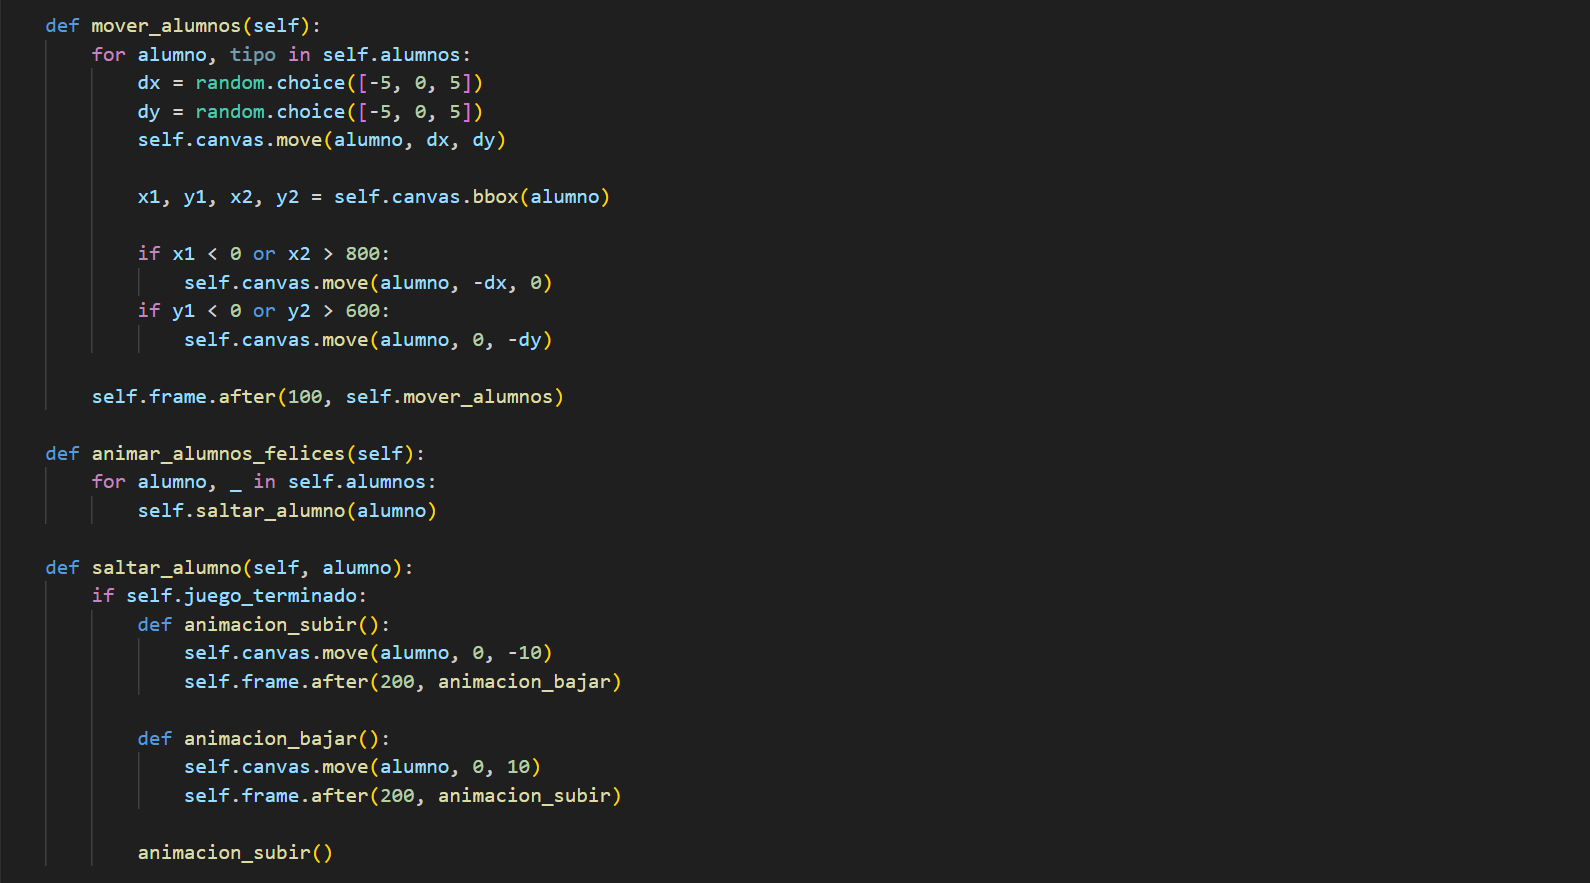 def mover_alumnos(self):
    for alumno, tipo in self.alumnos:
        dx = random.choice([-5, 0, 5])
        dy = random.choice([-5, 0, 5])
        self.canvas.move(alumno, dx, dy)

        x1, y1, x2, y2 = self.canvas.bbox(alumno)

        if x1 < 0 or x2 > 800:
            self.canvas.move(alumno, -dx, 0)
        if y1 < 0 or y2 > 600:
            self.canvas.move(alumno, 0, -dy)

    self.frame.after(100, self.mover_alumnos)

def animar_alumnos_felices(self):
    for alumno, _ in self.alumnos:
        self.saltar_alumno(alumno)

def saltar_alumno(self, alumno):
    if self.juego_terminado:
        def animacion_subir():
            self.canvas.move(alumno, 0, -10)
            self.frame.after(200, animacion_bajar)

        def animacion_bajar():
            self.canvas.move(alumno, 0, 10)
            self.frame.after(200, animacion_subir)

        animacion_subir()